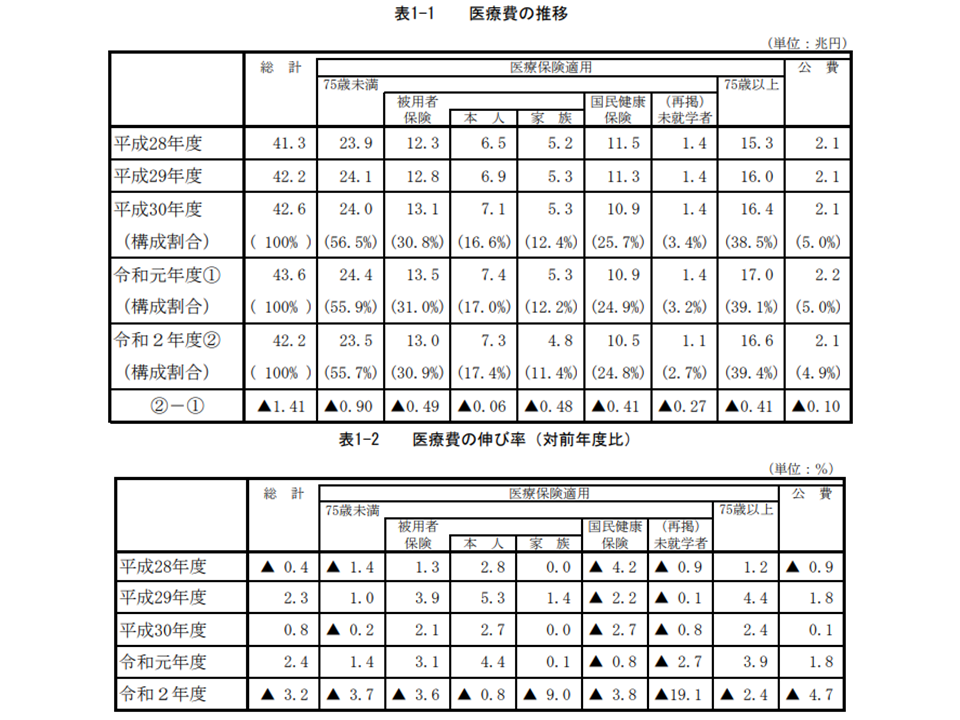 表1-1　医療費の推移
（単位：兆円）
総　計　医療保険適用　公　費
75歳未満　75歳以上
被用者　国民健康　（再掲）
保険　本　人　家　族　保険　未就学者
平成28年度　41.3　23.9　12.3　6.5　5.2　11.5　1.4　15.3　2.1
平成29年度　42.2　24.1　12.8　6.9　5.3　11.3　1.4　16.0　2.1
平成30年度　42.6　24.0　13.1　7.1　5.3　10.9　1.4　16.4　2.1
（構成割合）　( 100% )　(56.5%)　(30.8%)　(16.6%)　(12.4%)　(25.7%)　(3.4%)　(38.5%)　(5.0%)
令和元年度①　43.6　24.4　13.5　7.4　5.3　10.9　1.4　17.0　2.2
（構成割合）　( 100% )　(55.9%)　(31.0%)　(17.0%)　(12.2%)　(24.9%)　(3.2%)　(39.1%)　(5.0%)
令和２年度②　42.2　23.5　13.0　7.3　4.8　10.5　1.1　16.6　2.1
（構成割合）　( 100% )　(55.7%)　(30.9%)　(17.4%)　(11.4%)　(24.8%)　(2.7%)　(39.4%)　(4.9%)
②－①　▲1.41　▲0.90　▲0.49　▲0.06　▲0.48　▲0.41　▲0.27　▲0.41　▲0.10
表1-2　医療費の伸び率（対前年度比）
（単位：%）
総　計　医療保険適用　公　費
75歳未満　75歳以上
被用者　国民健康　（再掲）
保険　本　人　家　族　保険　未就学者
平成28年度　▲ 0.4　▲ 1.4　1.3　2.8　0.0　▲ 4.2　▲ 0.9　1.2　▲ 0.9
平成29年度　2.3　1.0　3.9　5.3　1.4　▲ 2.2　▲ 0.1　4.4　1.8
平成30年度　0.8　▲ 0.2　2.1　2.7　0.0　▲ 2.7　▲ 0.8　2.4　0.1
令和元年度　2.4　1.4　3.1　4.4　0.1　▲ 0.8　▲ 2.7　3.9　1.8
令和２年度　▲ 3.2　▲ 3.7　▲ 3.6　▲ 0.8　▲ 9.0　▲ 3.8　▲19.1　▲ 2.4　▲ 4.7